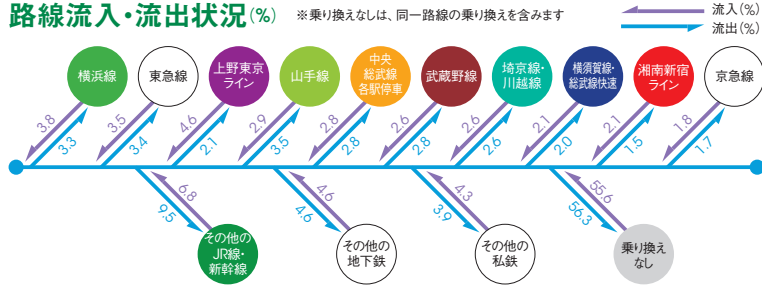 路線流入・流出状況(%) ※乗り換えなしは、同一路線の乗り換えを含みます
流入(%)
流出(%)
横浜線
東急線
上野東京
ライン
山手線
中央
総武線
各駅停車
武蔵野線
埼京線・
川越線
横須賀線・
総武線快速
湘南新宿
ライン
京急線
3.8
3.3
3.5
3.4
4.6
2.1
2.9
3.5
2.8
2.8
2.6
2.8
2.6
2.6
2.1
2.0
2.1
1.5
1.8
1.7
6.8
9.5
4.6
4.6
4.3
3.9
55.6
56.3
その他の
JR線・
新幹線
その他の
地下鉄
その他の
私鉄
乗り換え
なし